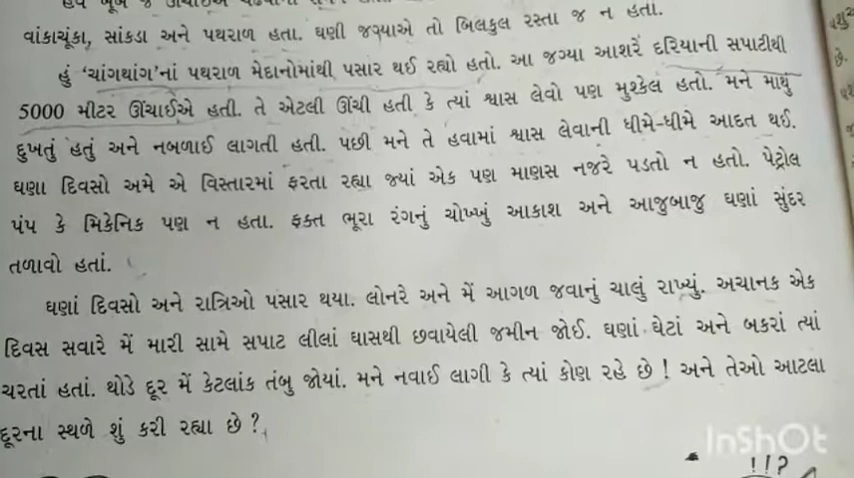 વાંકાચૂંકા, સાંકડા અને પથરાળ હતા. ઘણી જગ્યાએ તો બિલકુલ રસ્તા જ ન હતા.
હું ‘ચાંગથાંગ’નાં પથરાળ મેદાનોમાંથી પસાર થઈ રહ્યો હતો. આ જગ્યા આશરે દરિયાની સપાટીથી
5000 મીટર ઊંચાઈએ હતી. તે એટલી ઊંચી હતી કે ત્યાં શ્વાસ લેવો પણ મુશ્કેલ હતો. મને માથું
દુખતું હતું અને નબળાઈ લાગતી હતી. પછી મને તે હવામાં શ્વાસ લેવાની ધીમે-ધીમે આદત થઈ.
ઘણા દિવસો અમે એ વિસ્તારમાં ફરતા રહ્યા જ્યાં એક પણ માણસ નજરે પડતો ન હતો. પેટ્રોલ
પંપ કે મિકેનિક પણ ન હતા. ફક્ત ભૂરા રંગનું ચોખ્ખું આકાશ અને આજુબાજુ ઘણાં સુંદર
તળાવો હતાં.
ઘણાં દિવસો અને રાત્રિઓ પસાર થયા. લોનરે અને મેં આગળ જવાનું ચાલું રાખ્યું. અચાનક એક
દિવસ સવારે મેં મારી સામે સપાટ લીલાં ઘાસથી છવાયેલી જમીન જોઈ. ઘણાં ઘેટાં અને બકરાં ત્યાં
ચરતાં હતાં. થોડે દૂર મેં કેટલાંક તંબુ જોયાં. મને નવાઈ લાગી કે ત્યાં કોણ રહે છે ! અને તેઓ આટલા
દૂરના સ્થળે શું કરી રહ્યા છે ?
InShOt
!!?